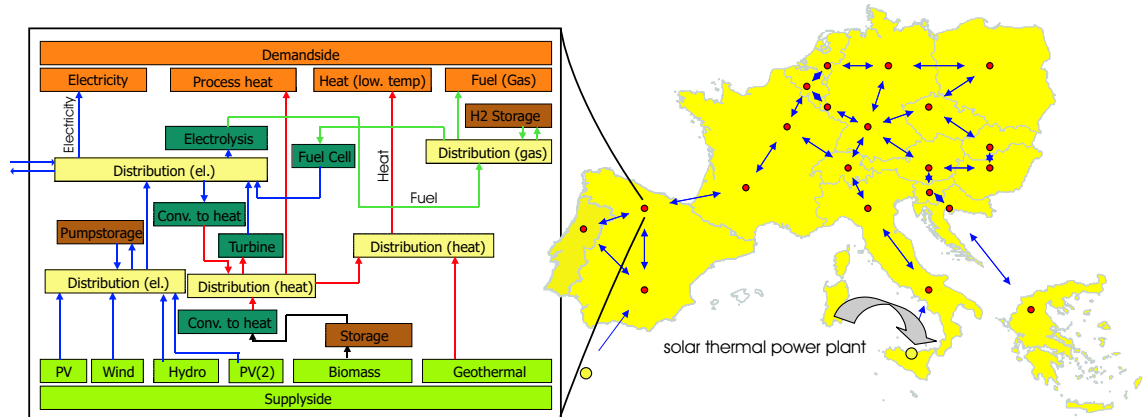 Demandside
Electricity
Process heat
Heat (low. temp)
Fuel (Gas)
Electricity
H2 Storage
Electrolysis
Fuel Cell
Distribution (gas)
Distribution (el.)
Heat
Fuel
Conv. to heat
Pumpstorage
Turbine
Distribution (heat)
Distribution (el.)
Distribution (heat)
Conv. to heat
Storage
solar thermal power plant
PV
Wind
Hydro
PV(2)
Biomass
Geothermal
Supplyside